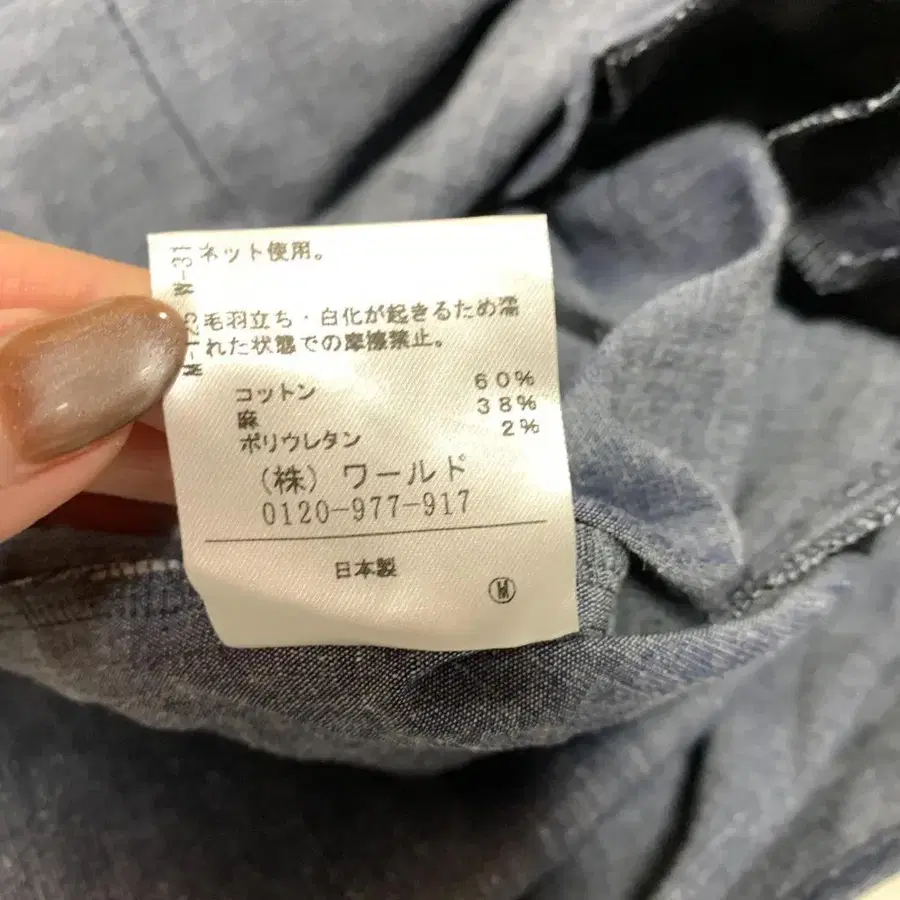 ネット使用。
毛羽立ち・白化が起きるため濡
れた状態での摩擦禁止。
コットン 60%
麻 38%
ポリウレタン 2%
(株) ワールド
0120-977-917
日本製
W
W-31